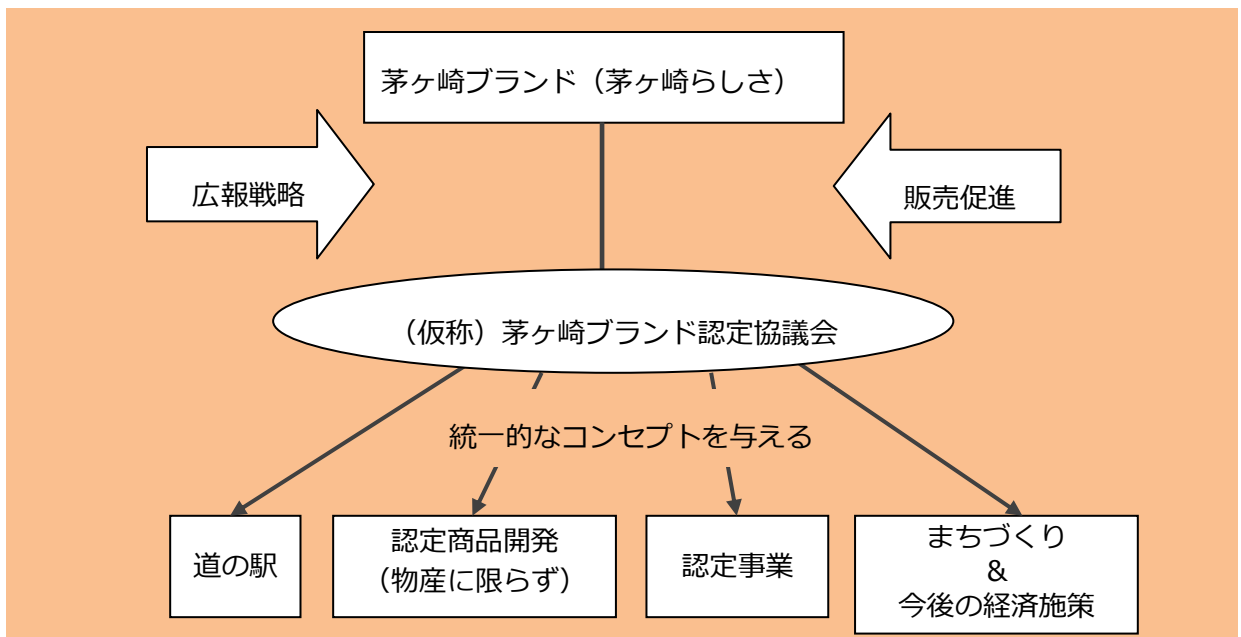 茅ヶ崎ブランド（茅ヶ崎らしさ）
広報戦略
販売促進
（仮称）茅ヶ崎ブランド認定協議会
統一的なコンセプトを与える
道の駅
認定商品開発
（物産に限らず）
認定事業
まちづくり
&
今後の経済施策